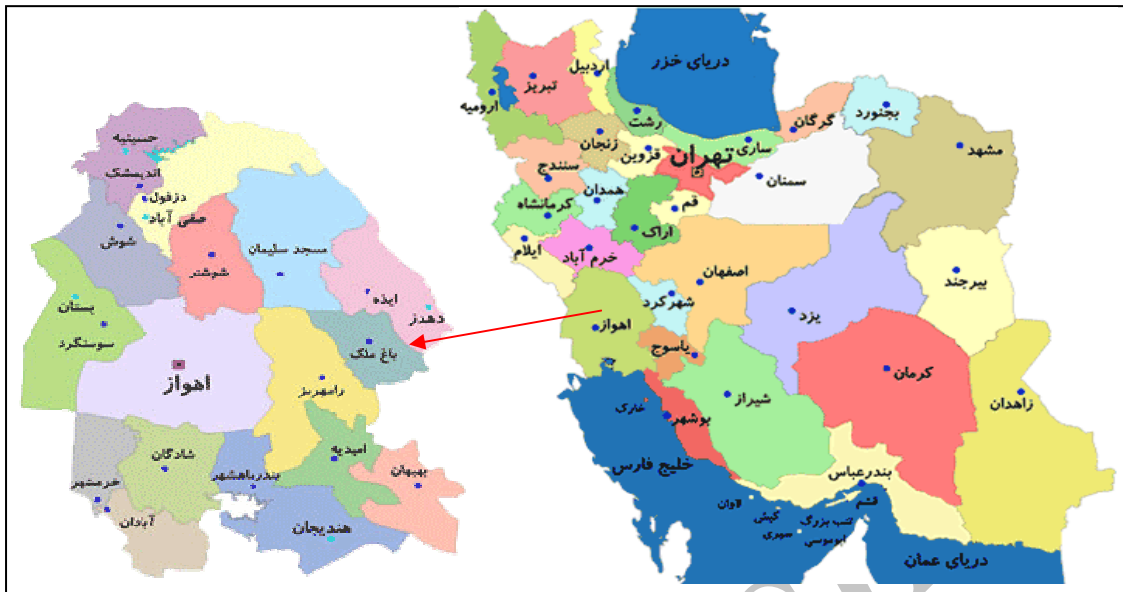 دریای خزر
اردبیل
تبریز
ارومیه
رشت
گرگان
بجنورد
مشهد
زنجان
قزوین
ساری
تهران
سنندج
سمنان
همدان
کرمانشاه
قم
اراک
ایلام
خرم آباد
اصفهان
بیرجند
شهرکرد
یزد
اهواز
یاسوج
کرمان
شیراز
زاهدان
خارک
بوشهر
خلیج فارس
بندرعباس
قشم
لاوان
کیش
تنب بزرگ
سیری
ابوموسی
دریای عمان
حسینیه
اندیمشک
دزفول
صفی آباد
شوش
مسجد سلیمان
شوشتر
ایذه
دهدز
بستان
سوسنگرد
باغ ملک
اهواز
رامهرمز
شادگان
امیدیه
بهبهان
بندرماهشهر
خرمشهر
آبادان
هندیجان